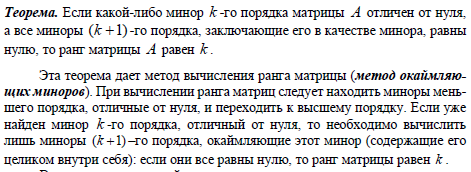 Теорема. Если какой-либо минор k-го порядка матрицы A отличен от нуля,
а все миноры (k+1)-го порядка, заключающие его в качестве минора, равны
нулю, то ранг матрицы A равен k.
Эта теорема дает метод вычисления ранга матрицы (метод окаймляю-
щих миноров). При вычислении ранга матриц следует находить миноры мень-
шего порядка, отличные от нуля, и переходить к высшему порядку. Если уже
найден минор k-го порядка, отличный от нуля, то необходимо вычислить
лишь миноры (k+1)–го порядка, окаймляющие этот минор (содержащие его
целиком внутри себя): если они все равны нулю, то ранг матрицы равен k.